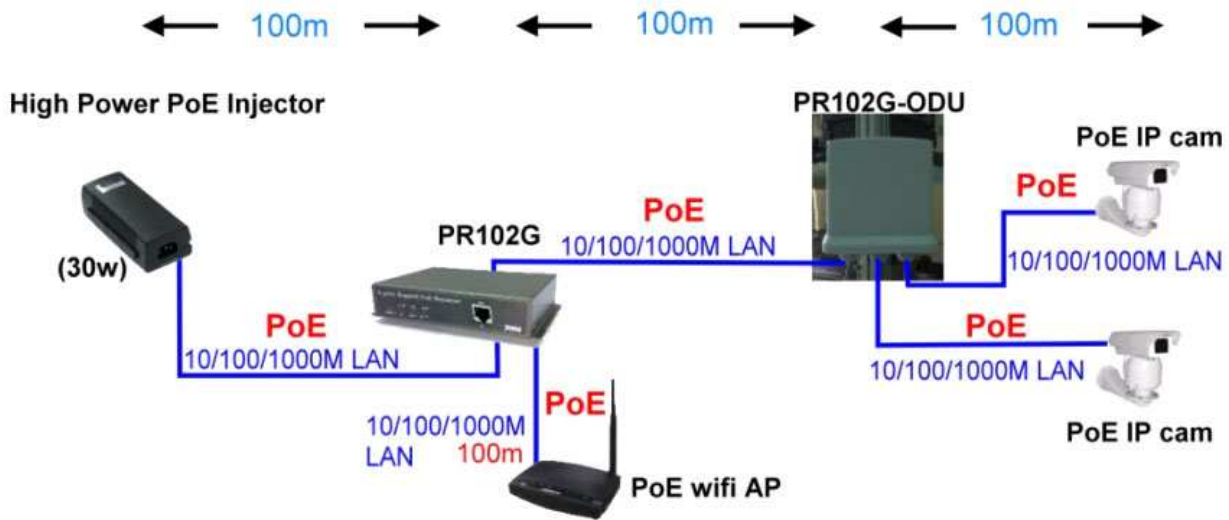 100m
100m
100m
High Power PoE Injector
PR102G-ODU
PoE IP cam
PoE
PoE
(30w)
PR102G
10/100/1000M LAN
10/100/1000M LAN
PoE
10/100/1000M LAN
PoE
10/100/1000M LAN
PoE
10/100/1000M
LAN
100m
PoE IP cam
PoE wifi AP